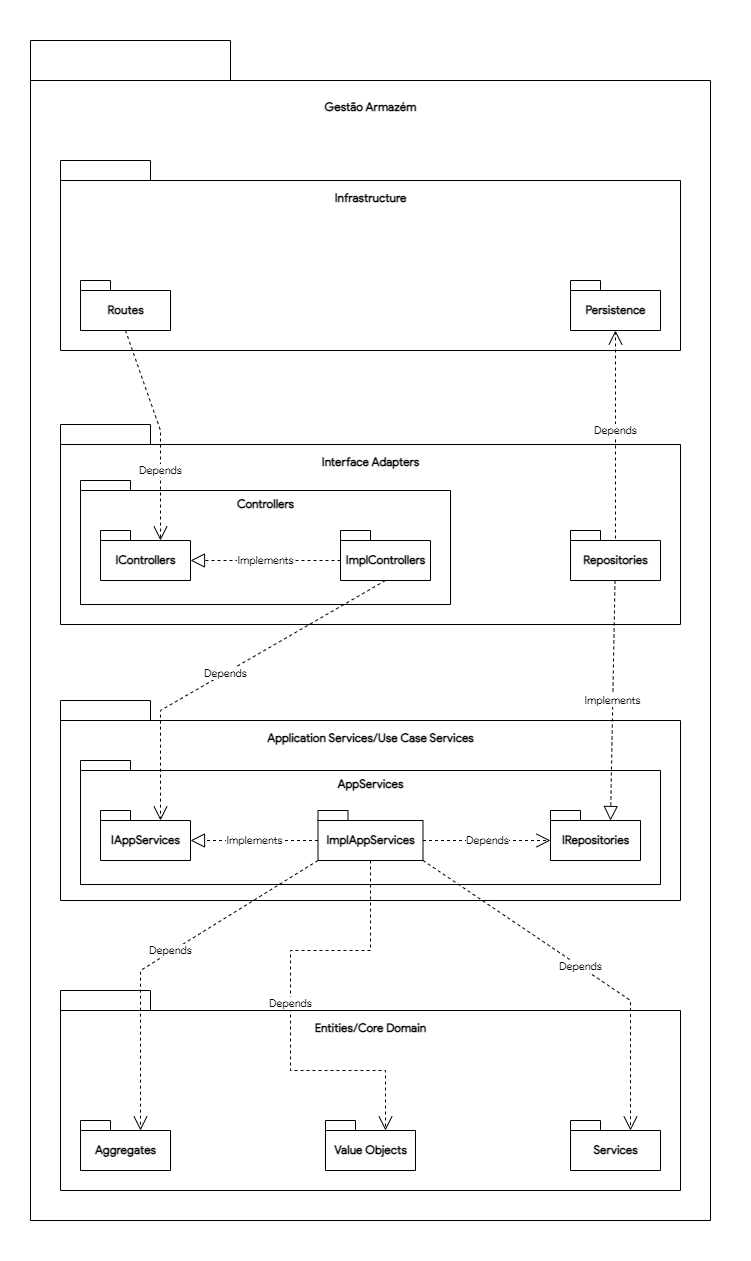 Gestão Armazém
Infrastructure
Routes
Persistence
Depends
Depends
Interface Adapters
Controllers
IControllers
Implements
ImplControllers
Repositories
Depends
Implements
Application Services/Use Case Services
AppServices
IAppServices
Implements
ImplAppServices
Depends
IRepositories
Depends
Depends
Depends
Entities/Core Domain
Aggregates
Value Objects
Services